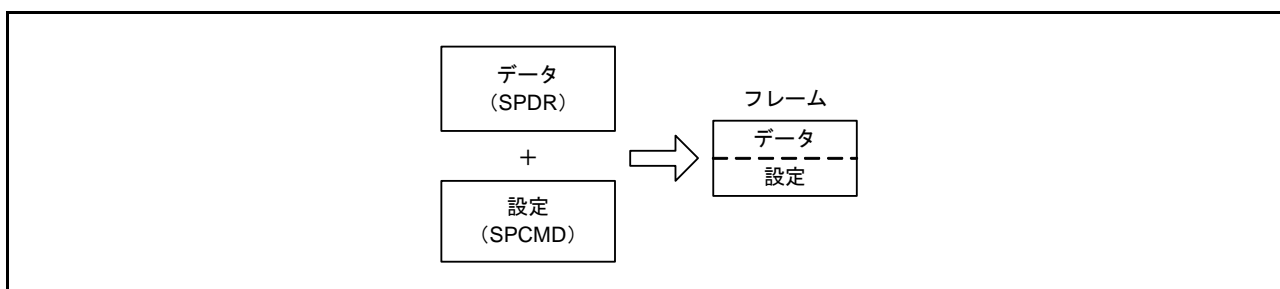 データ
（SPDR）
＋
設定
（SPCMD）
フレーム
データ
設定